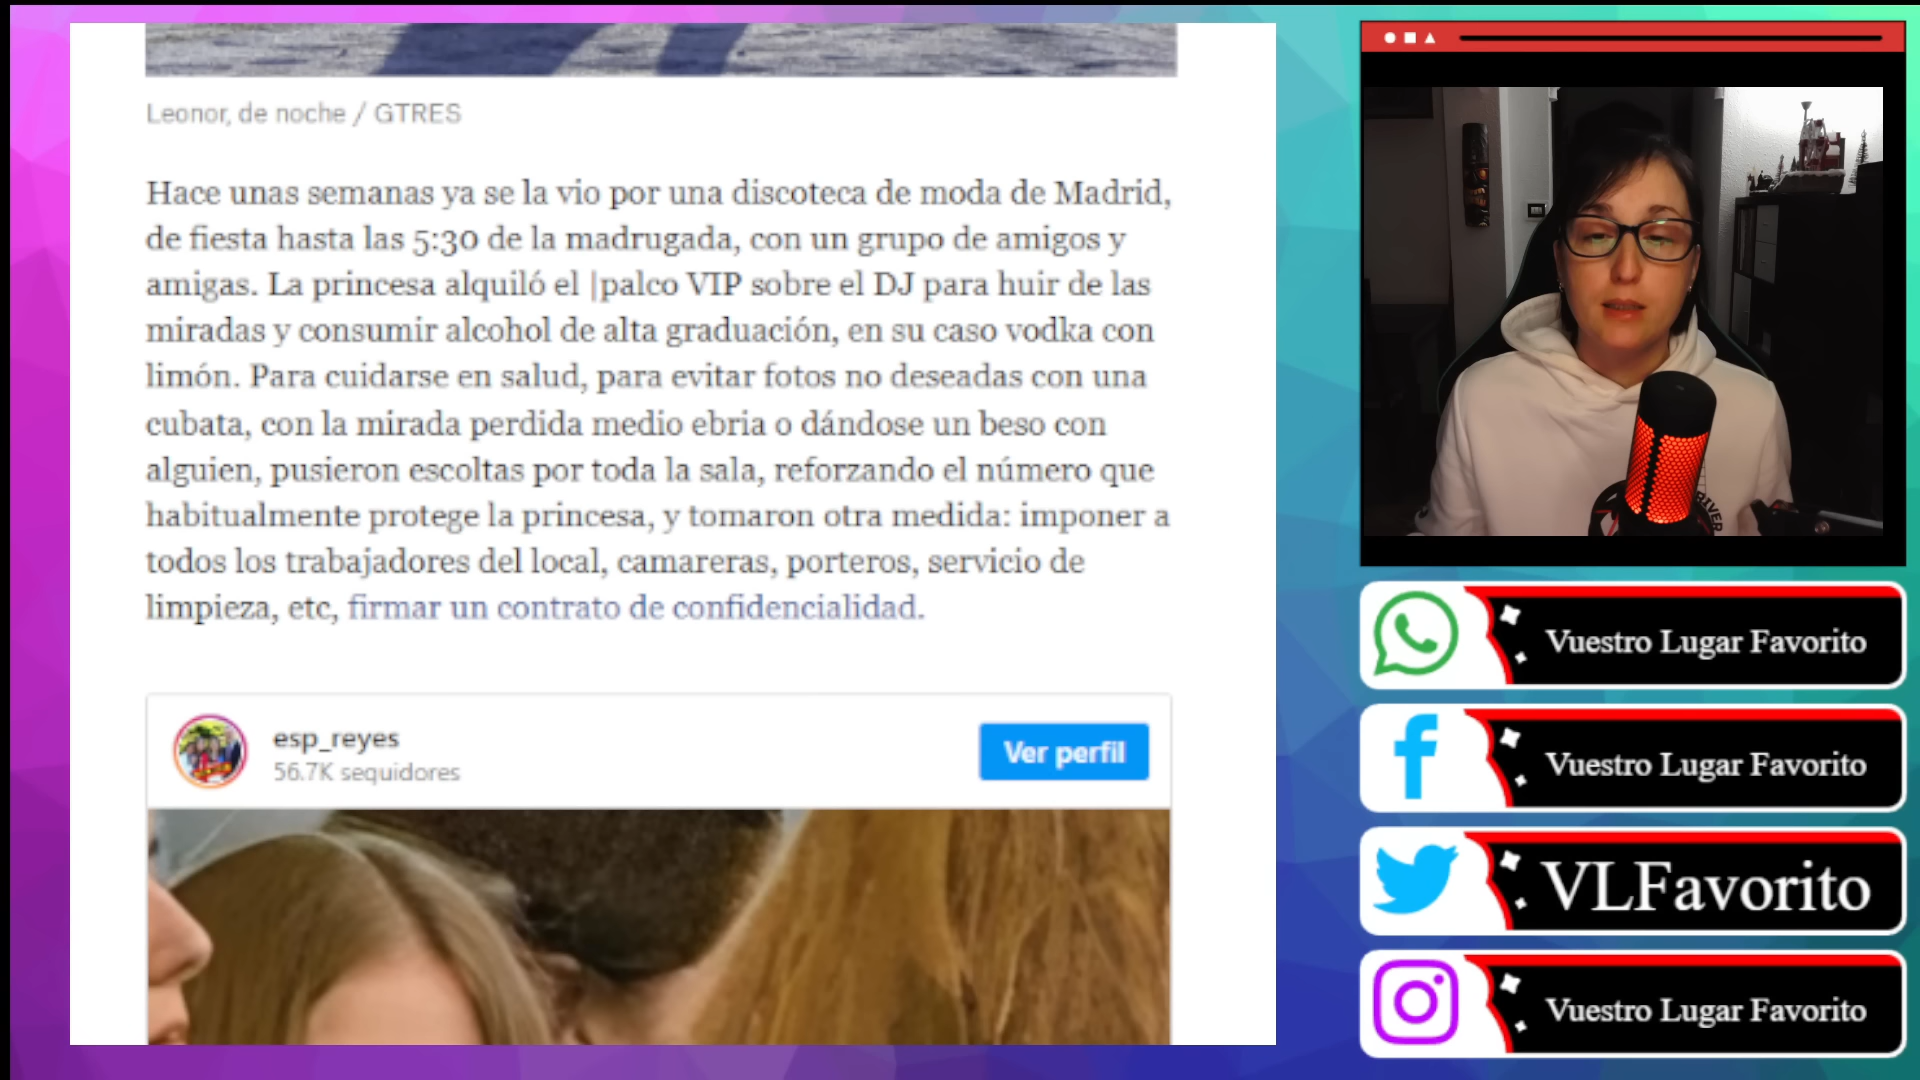 Leonor, de noche / GTRES
Hace unas semanas ya se la vio por una discoteca de moda de Madrid,
de fiesta hasta las 5:30 de la madrugada, con un grupo de amigos y
amigas. La princesa alquiló el |palco VIP sobre el DJ para huir de las
miradas y consumir alcohol de alta graduación, en su caso vodka con
limón. Para cuidarse en salud, para evitar fotos no deseadas con una
cubata, con la mirada perdida medio ebria o dándose un beso con
alguien, pusieron escoltas por toda la sala, reforzando el número que
habitualmente protege la princesa, y tomaron otra medida: imponer a
todos los trabajadores del local, camareras, porteros, servicio de
limpieza, etc, firmar un contrato de confidencialidad.
esp_reyes
56.7K seguidores
Ver perfil
Vuestro Lugar Favorito
Vuestro Lugar Favorito
VLFavorito
Vuestro Lugar Favorito